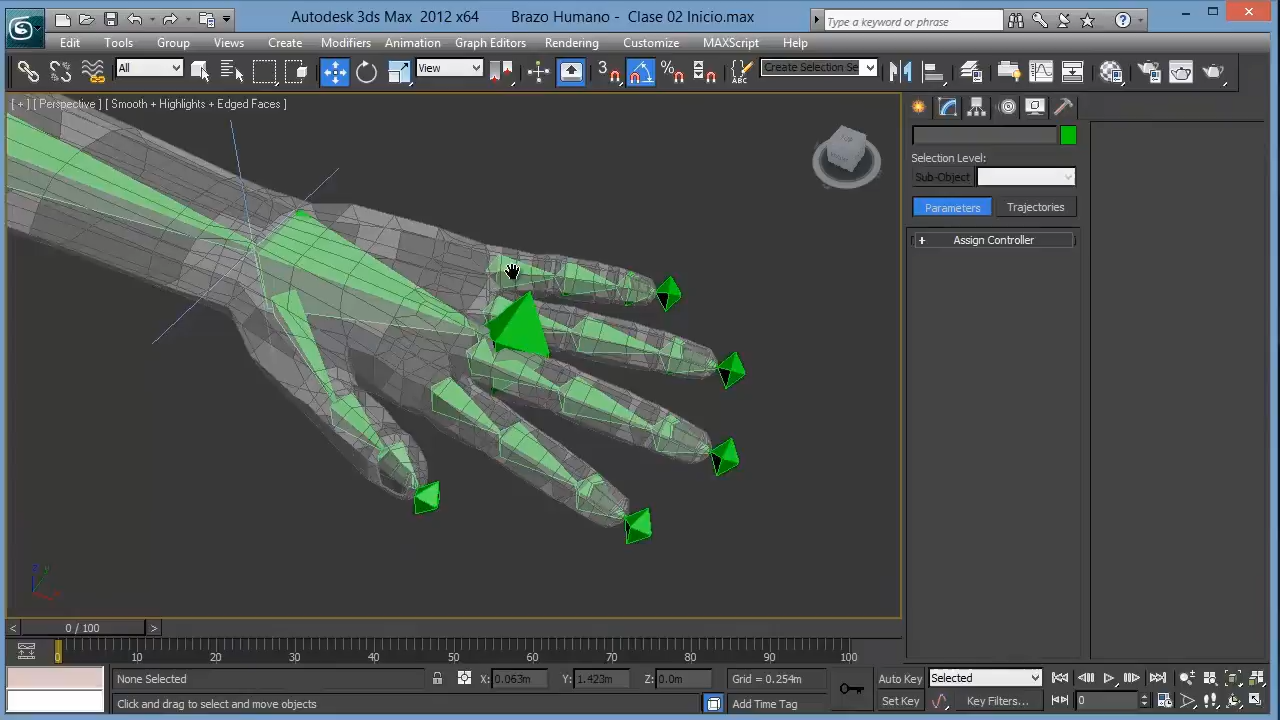 Autodesk 3ds Max 2012 x64 Brazo Humano - Clase 02 Inicio.max
Type a keyword or phrase
Edit Tools Group Views Create Modifiers Animation Graph Editors Rendering Customize MAXScript Help
All View 3 Create Selection Se
[ + ] [ Perspective ] [ Smooth + Highlights + Edged Faces ]
Selection Level:
Sub-Object
Parameters Trajectories
+ Assign Controller
< 0 / 100 >
0 10 20 30 40 50 60 70 80 90 100
None Selected X: 0.063m Y: 1.423m Z: 0.0m Grid = 0.254m Auto Key Selected
Click and drag to select and move objects Add Time Tag Set Key Key Filters... 0